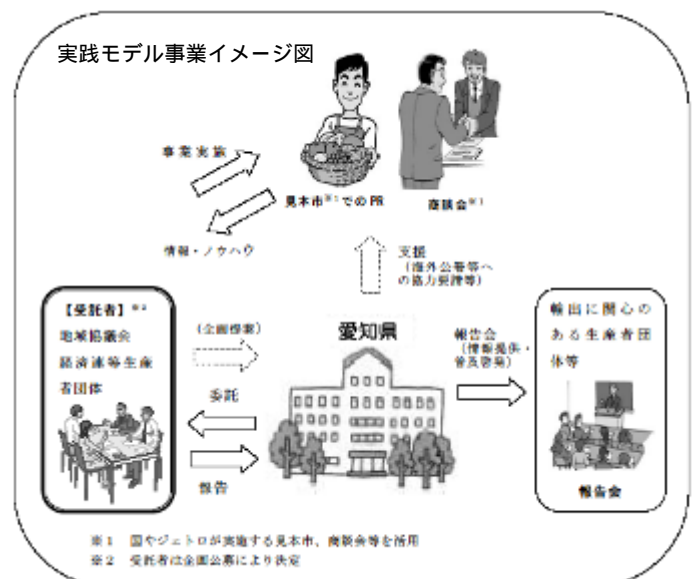 実践モデル事業イメージ図
事業実施
見本市※1でのPR
商談会※1
情報・ノウハウ
支援
(海外公署等へ
の協力要請等)
【受託者】※2
地域協議会
経済連等生産
者団体
(企画提案)
委託
報告
愛知県
報告会
(情報提供・
普及啓発)
輸出に関心の
ある生産者団
体等
報告会
※1 国やジェトロが実施する見本市、商談会等を活用
※2 受託者は企画公募により決定